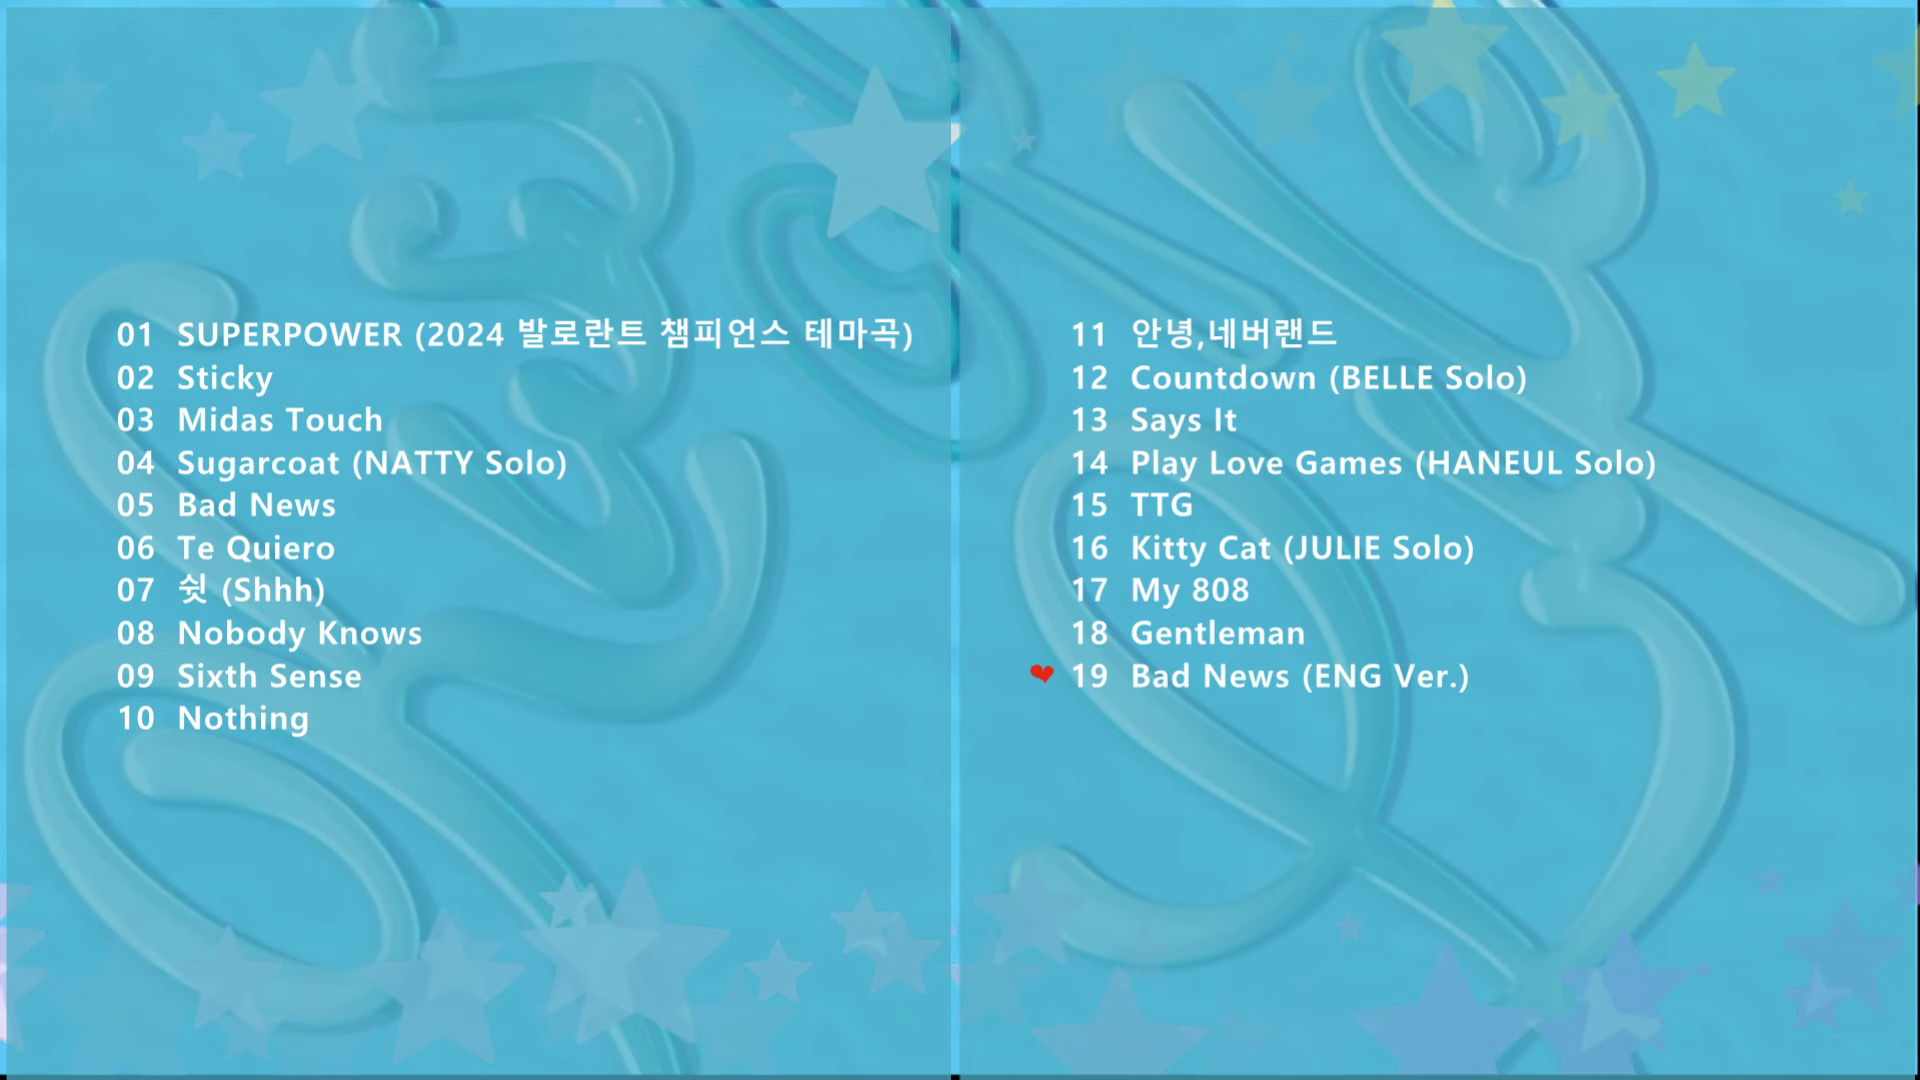 01 SUPERPOWER (2024 발로란트 챔피언스 테마곡)
02 Sticky
03 Midas Touch
04 Sugarcoat (NATTY Solo)
05 Bad News
06 Te Quiero
07 쉿 (Shhh)
08 Nobody Knows
09 Sixth Sense
10 Nothing
11 안녕,네버랜드
12 Countdown (BELLE Solo)
13 Says It
14 Play Love Games (HANEUL Solo)
15 TTG
16 Kitty Cat (JULIE Solo)
17 My 808
18 Gentleman
❤ 19 Bad News (ENG Ver.)